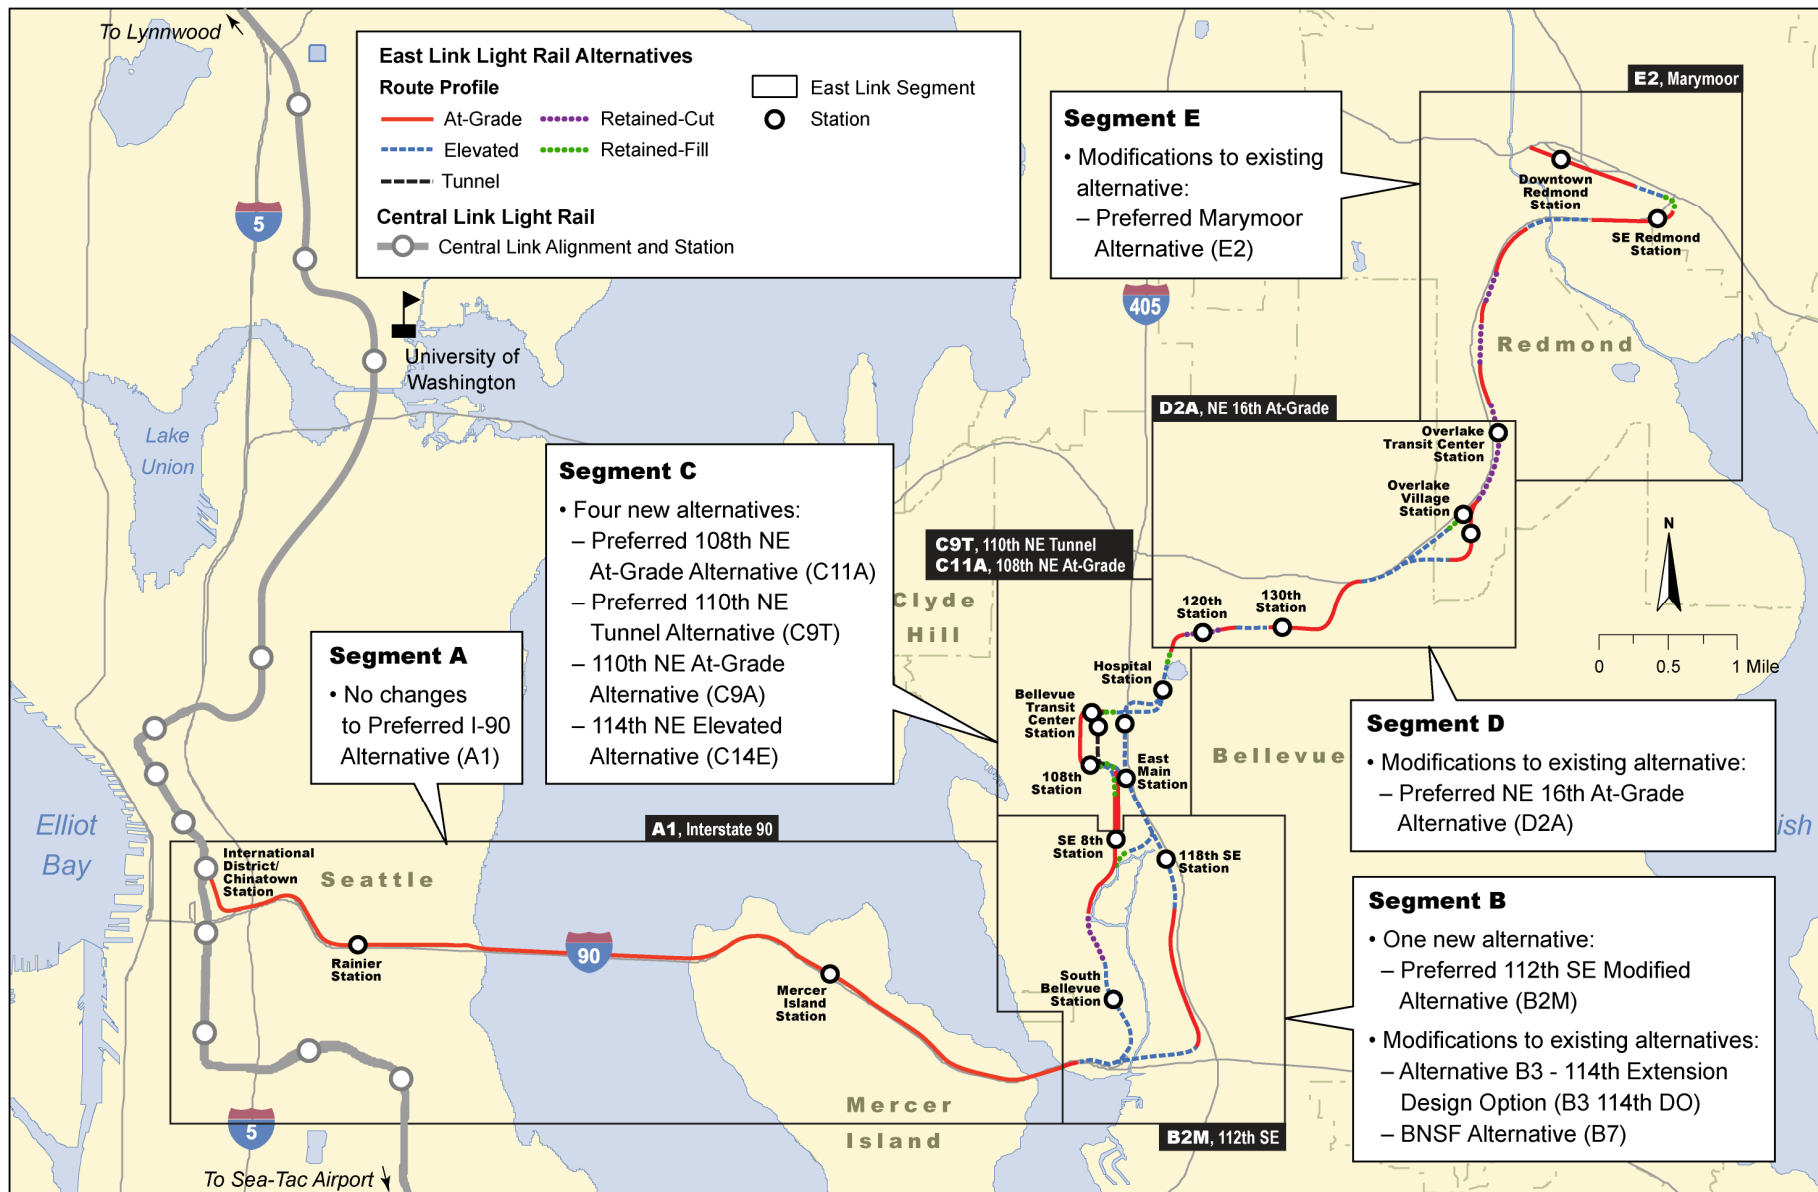 To Lynnwood
East Link Light Rail Alternatives
Route Profile
At-Grade
Elevated
Tunnel
Retained-Cut
Retained-Fill
East Link Segment
Station
Central Link Light Rail
Central Link Alignment and Station
5
University of
Washington
Lake
Union
Segment E
• Modifications to existing
alternative:
– Preferred Marymoor
Alternative (E2)
E2, Marymoor
Downtown
Redmond
Station
SE Redmond
Station
405
Redmond
D2A, NE 16th At-Grade
Overlake
Transit Center
Station
Overlake
Village
Station
Segment C
• Four new alternatives:
– Preferred 108th NE
At-Grade Alternative (C11A)
– Preferred 110th NE
Tunnel Alternative (C9T)
– 110th NE At-Grade
Alternative (C9A)
– 114th NE Elevated
Alternative (C14E)
C9T, 110th NE Tunnel
C11A, 108th NE At-Grade
Clyde
Hill
120th
Station
130th
Station
N
0 0.5 1 Mile
Segment A
• No changes
to Preferred I-90
Alternative (A1)
Hospital
Station
Bellevue
Transit
Center
Station
108th
Station
East
Main
Station
Bellevue
Segment D
• Modifications to existing alternative:
– Preferred NE 16th At-Grade
Alternative (D2A)
Elliot
Bay
A1, Interstate 90
International
District/
Chinatown
Station
Seattle
SE 8th
Station
118th SE
Station
ish
Rainier
Station
90
Mercer
Island
Station
South
Bellevue
Station
Segment B
• One new alternative:
– Preferred 112th SE Modified
Alternative (B2M)
• Modifications to existing alternatives:
– Alternative B3 - 114th Extension
Design Option (B3 114th DO)
– BNSF Alternative (B7)
Mercer
Island
B2M, 112th SE
5
To Sea-Tac Airport